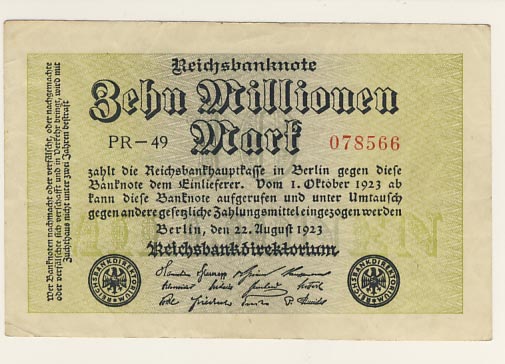 Reichsbanknote
Zehn Millionen
Mark
PR-49
078566
zahlt die Reichsbankhauptkasse in Berlin gegen diese
Banknote dem Einlieferer. Vom 1. Oktober 1923 ab
kann diese Banknote aufgerufen und unter Umtausch
gegen andere gesetzliche Zahlungsmittel eingezogen werden
Berlin, den 22. August 1923
Reichsbankdirektorium
Wer Banknoten nachmacht oder verfälscht, oder nachgemachte
oder verfälschte sich verschafft und in Verkehr bringt, wird mit
Zuchthaus nicht unter zwei Jahren bestraft
REICHSBANKDIREKTORIUM
REICHSBANKDIREKTORIUM